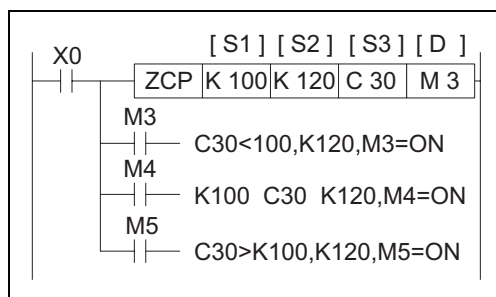 [ S1 ] [ S2 ] [ S3 ] [ D ]
X0
ZCP K 100 K 120 C 30 M 3
M3
C30<100,K120,M3=ON
M4
K100 C30 K120,M4=ON
M5
C30>K100,K120,M5=ON